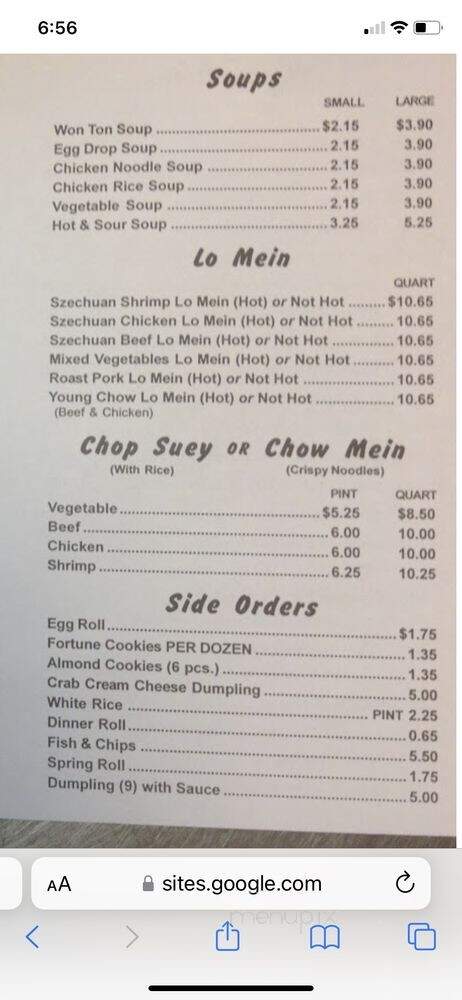 6:56
Soups
SMALL LARGE
Won Ton Soup ........ $2.15 $3.90
Egg Drop Soup ........ 2.15 3.90
Chicken Noodle Soup ........ 2.15 3.90
Chicken Rice Soup ........ 2.15 3.90
Vegetable Soup ........ 2.15 3.90
Hot & Sour Soup ........ 3.25 5.25
Lo Mein
QUART
Szechuan Shrimp Lo Mein (Hot) or Not Hot ........ $10.65
Szechuan Chicken Lo Mein (Hot) or Not Hot ........ 10.65
Szechuan Beef Lo Mein (Hot) or Not Hot ........ 10.65
Mixed Vegetables Lo Mein (Hot) or Not Hot ........ 10.65
Roast Pork Lo Mein (Hot) or Not Hot ........ 10.65
Young Chow Lo Mein (Hot) or Not Hot ........ 10.65
(Beef & Chicken)
Chop Suey OR Chow Mein
(With Rice) (Crispy Noodles)
PINT QUART
Vegetable ........ $5.25 $8.50
Beef ........ 6.00 10.00
Chicken ........ 6.00 10.00
Shrimp ........ 6.25 10.25
Side Orders
Egg Roll ........ $1.75
Fortune Cookies PER DOZEN ........ 1.35
Almond Cookies (6 pcs.) ........ 1.35
Crab Cream Cheese Dumpling ........ 5.00
White Rice ........ PINT 2.25
Dinner Roll ........ 0.65
Fish & Chips ........ 5.50
Spring Roll ........ 1.75
Dumpling (9) with Sauce ........ 5.00
AA sites.google.com
menupix